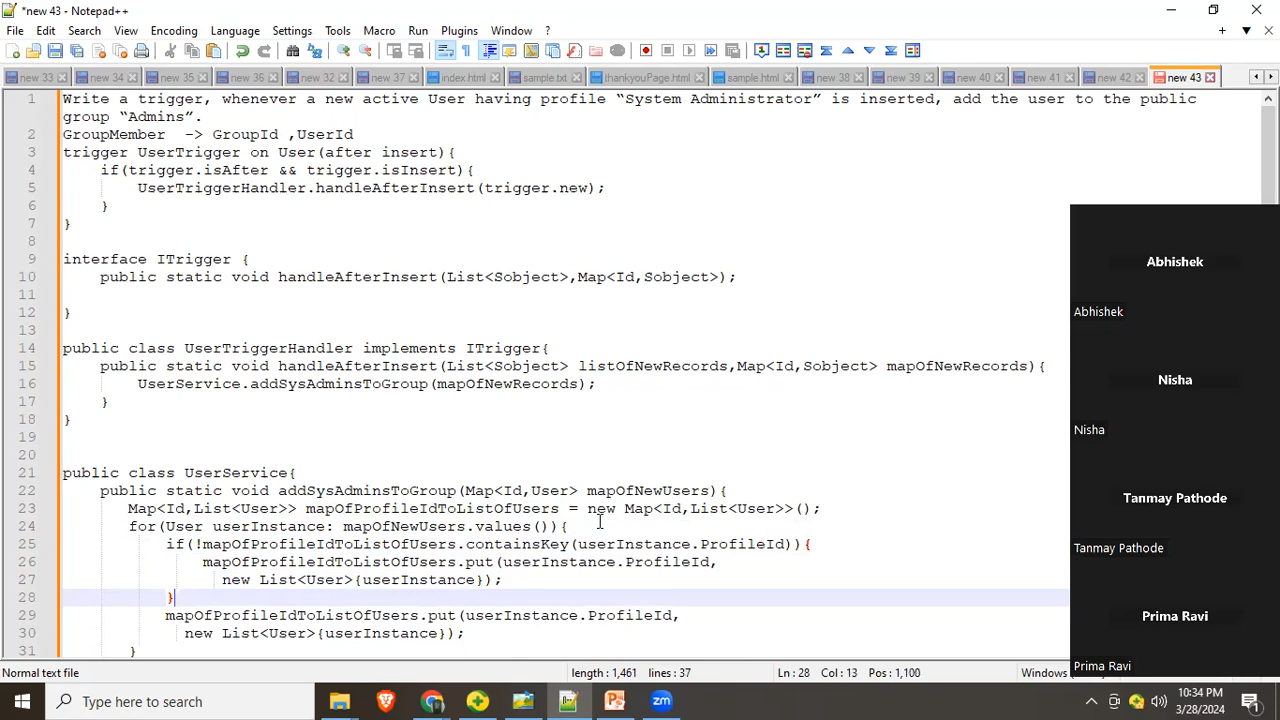 *new 43 - Notepad++
File Edit Search View Encoding Language Settings Tools Macro Run Plugins Window ?
new 33 new 34 new 35 new 36 new 32 new 37 sample.txt thankyouPage.html sample.html new 38 new 39 new 40 new 41 new 42 new 43
1 Write a trigger, whenever a new active User having profile “System Administrator” is inserted, add the user to the public
group “Admins”.
2 GroupMember -> GroupId ,UserId
3 trigger UserTrigger on User(after insert){
4 if(trigger.isAfter && trigger.isInsert){
5 UserTriggerHandler.handleAfterInsert(trigger.new);
6 }
7 }
8
9 interface ITrigger {
10 public static void handleAfterInsert(List<Sobject>,Map<Id,Sobject>);
11
12 }
13
14 public class UserTriggerHandler implements ITrigger{
15 public static void handleAfterInsert(List<Sobject> listOfNewRecords,Map<Id,Sobject> mapOfNewRecords){
16 UserService.addSysAdminsToGroup(mapOfNewRecords);
17 }
18 }
19
20
21 public class UserService{
22 public static void addSysAdminsToGroup(Map<Id,User> mapOfNewUsers){
23 Map<Id,List<User>> mapOfProfileIdToListOfUsers = new Map<Id,List<User>>();
24 for(User userInstance: mapOfNewUsers.values()){
25 if(!mapOfProfileIdToListOfUsers.containsKey(userInstance.ProfileId)){
26 mapOfProfileIdToListOfUsers.put(userInstance.ProfileId,
27 new List<User>{userInstance});
28 }
29 mapOfProfileIdToListOfUsers.put(userInstance.ProfileId,
30 new List<User>{userInstance});
31 }
Abhishek
Abhishek
Nisha
Nisha
Tanmay Pathode
Tanmay Pathode
Prima Ravi
Prima Ravi
Normal text file length : 1,461 lines : 37 Ln : 28 Col : 13 Pos : 1,100 Windows
Type here to search
zm
10:34 PM
3/28/2024
1